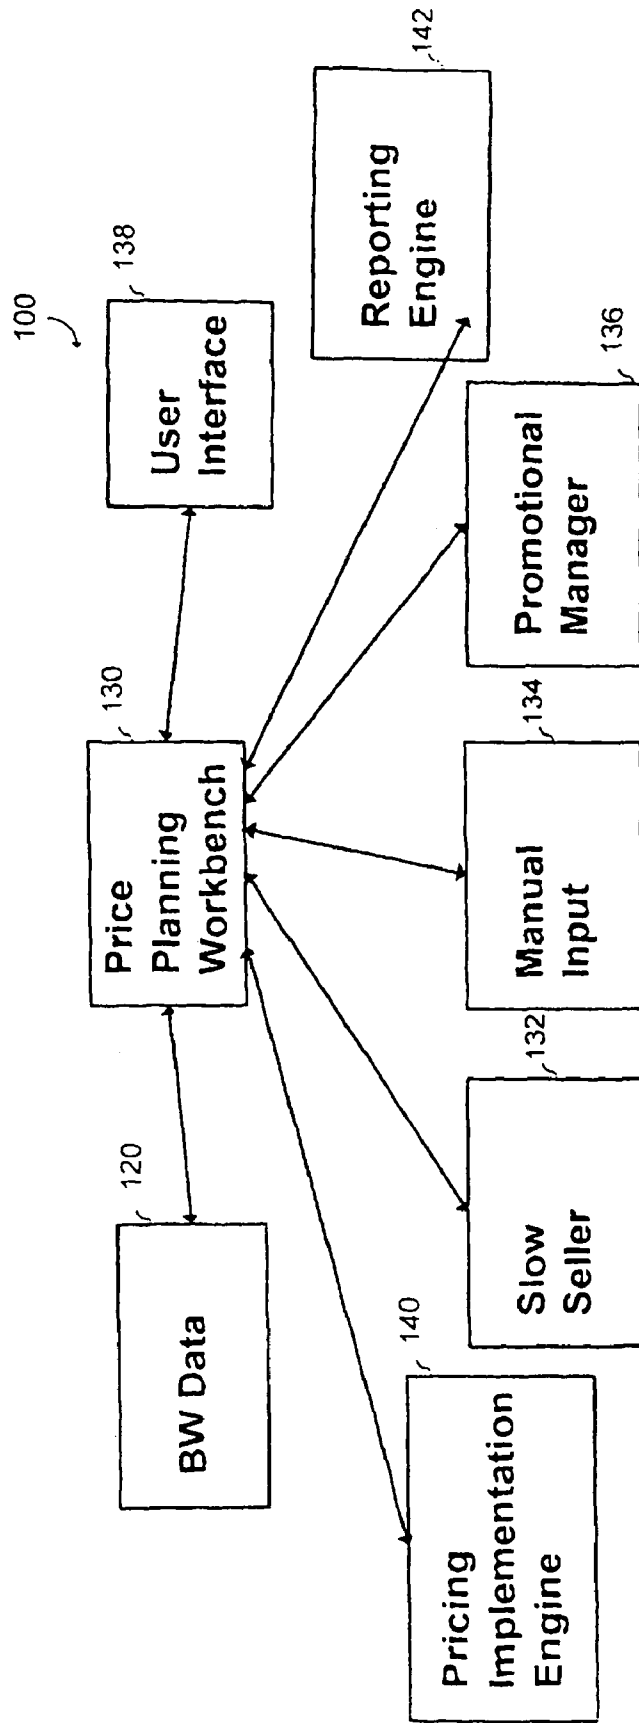 100
120
BW Data
130
Price
Planning
Workbench
138
User
Interface
140
Pricing
Implementation
Engine
132
Slow
Seller
134
Manual
Input
136
Promotional
Manager
142
Reporting
Engine